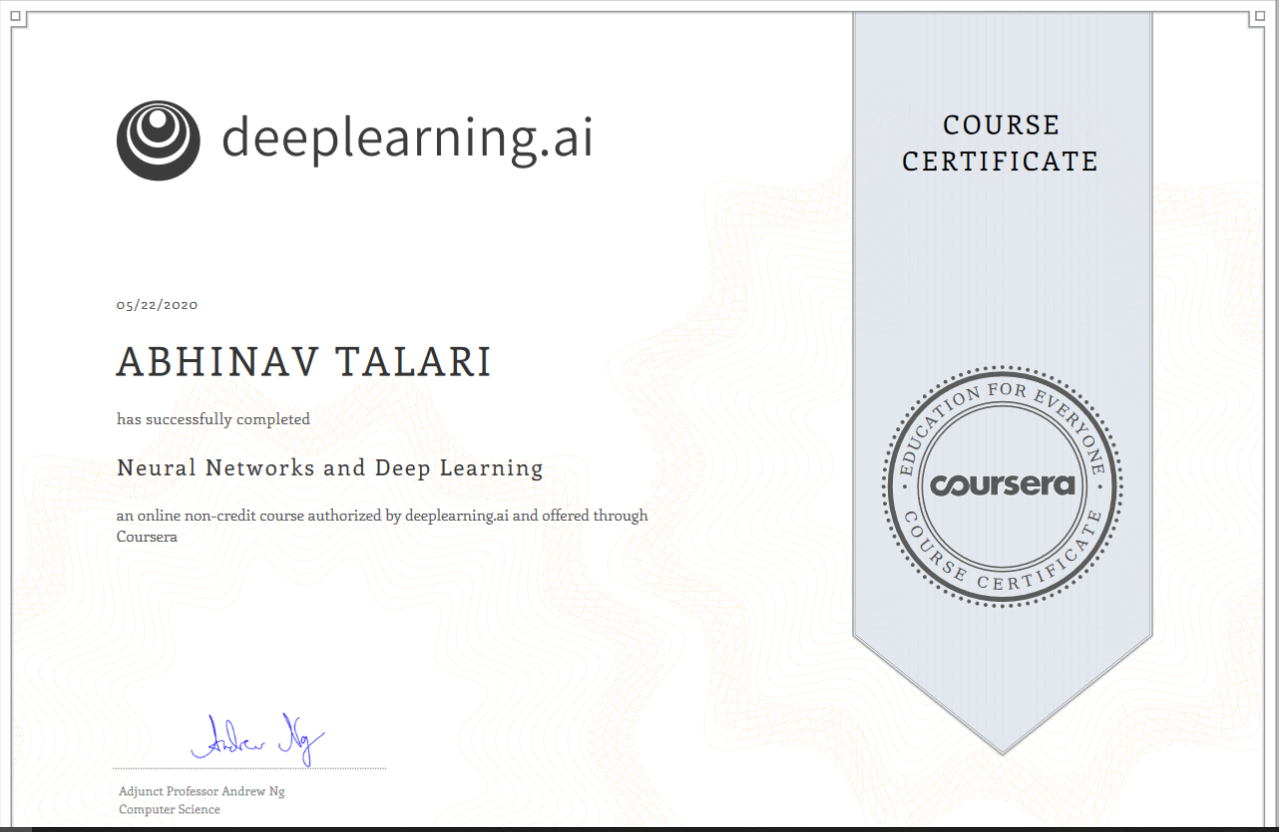 deeplearning.ai
COURSE
CERTIFICATE
05/22/2020
ABHINAV TALARI
has successfully completed
Neural Networks and Deep Learning
an online non-credit course authorized by deeplearning.ai and offered through
Coursera
EDUCATION FOR EVERYONE
coursera
COURSE CERTIFICATE
Andrew Ng
Adjunct Professor Andrew Ng
Computer Science